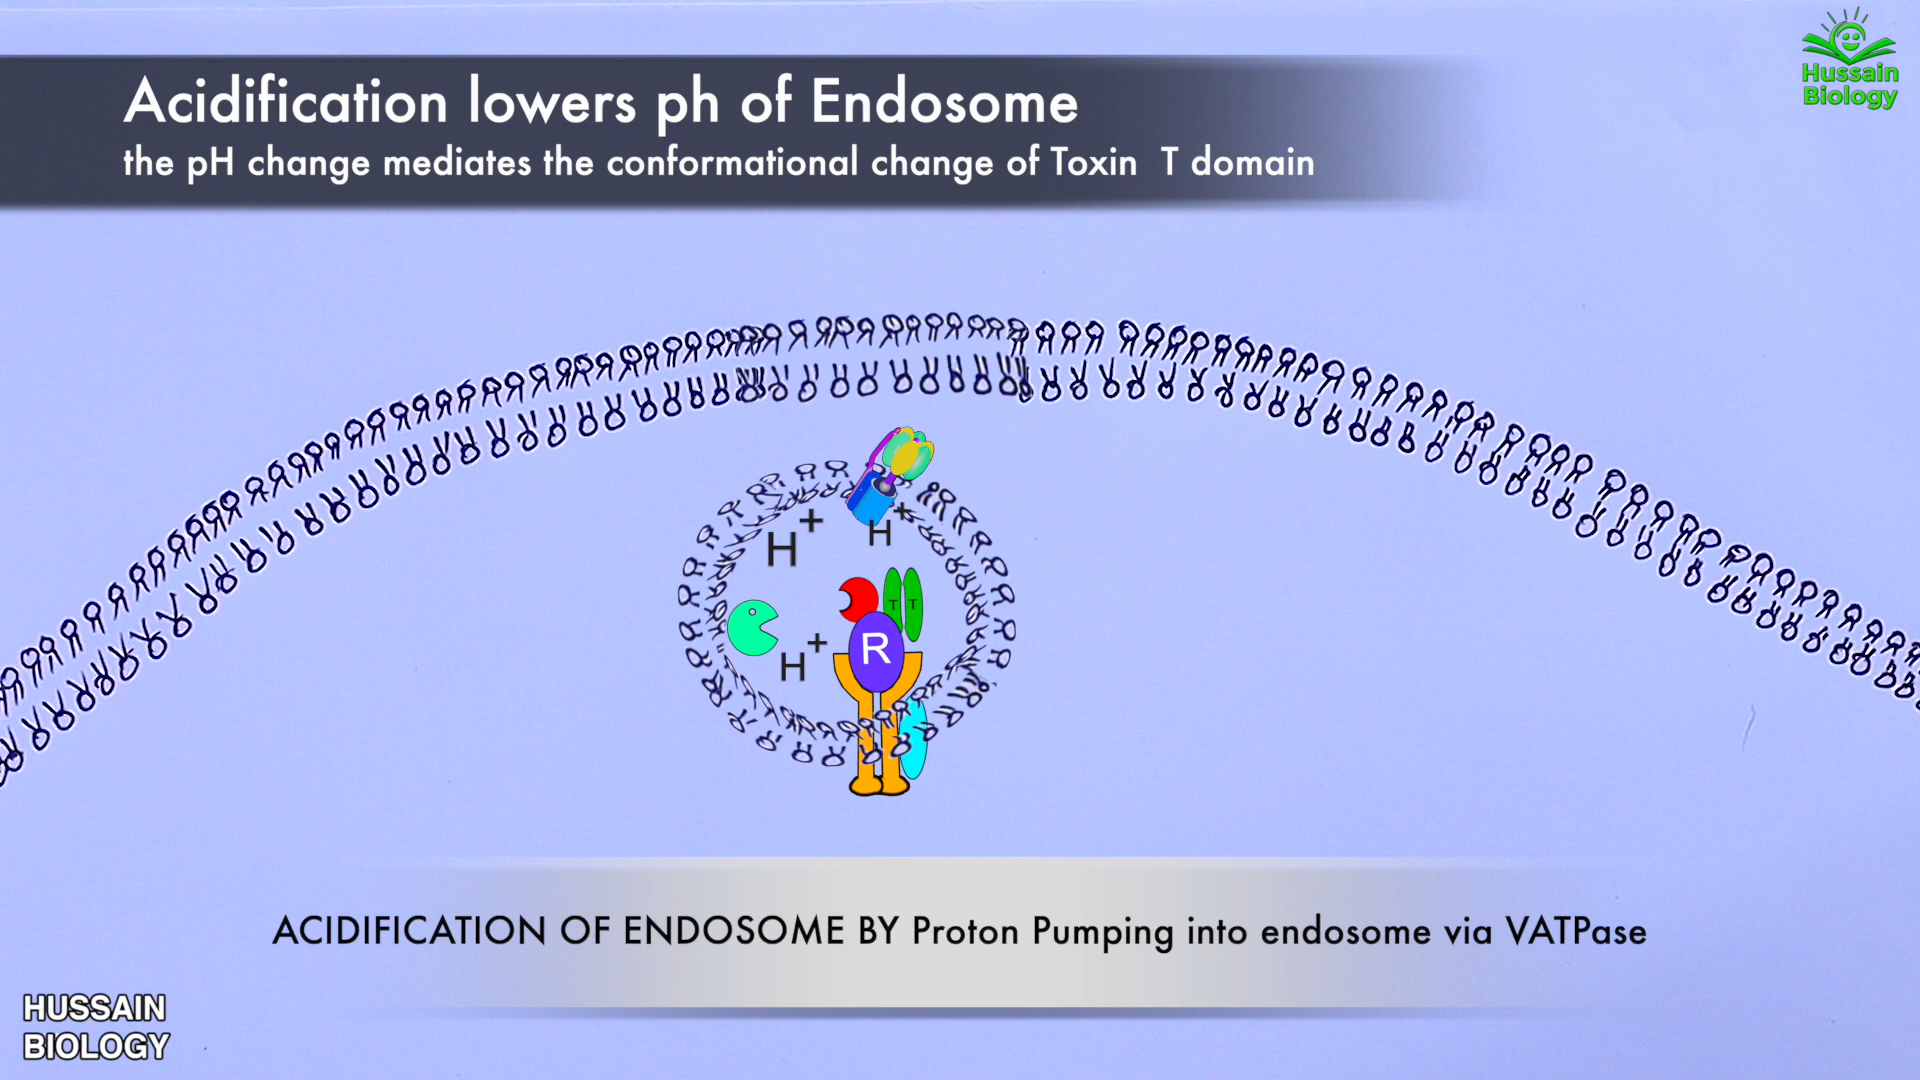 Hussain
Biology
Acidification lowers ph of Endosome
the pH change mediates the conformational change of Toxin T domain
H+
H+
T T
R
H+
ACIDIFICATION OF ENDOSOME BY Proton Pumping into endosome via VATPase
HUSSAIN
BIOLOGY